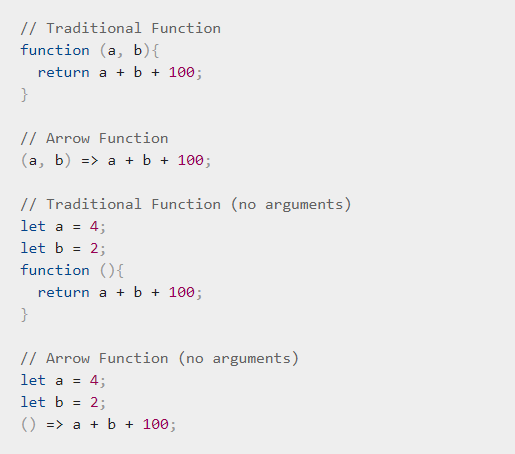 // Traditional Function
function (a, b){
  return a + b + 100;
}

// Arrow Function
(a, b) => a + b + 100;

// Traditional Function (no arguments)
let a = 4;
let b = 2;
function (){
  return a + b + 100;
}

// Arrow Function (no arguments)
let a = 4;
let b = 2;
() => a + b + 100;